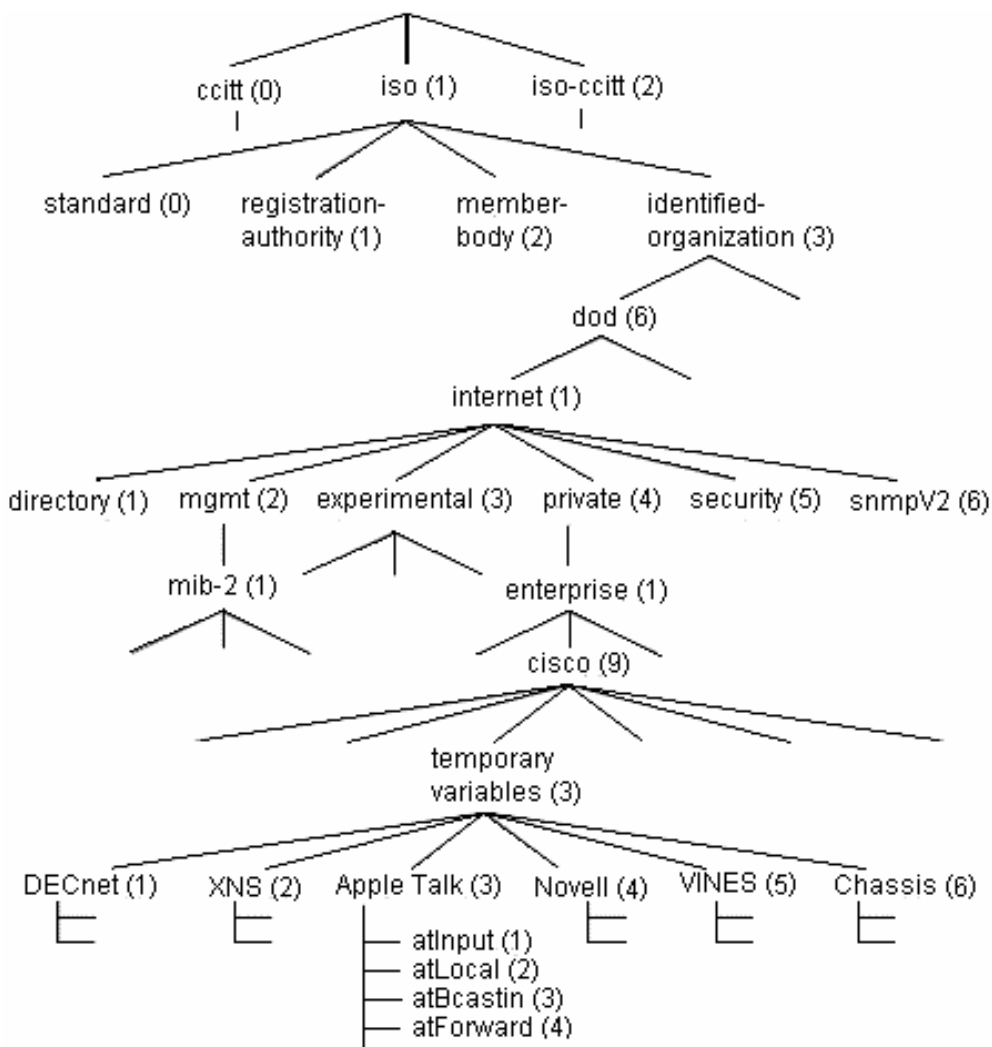 ccitt (0) iso (1) iso-ccitt (2)
standard (0) registration- member- identified-
authority (1) body (2) organization (3)
dod (6)
internet (1)
directory (1) mgmt (2) experimental (3) private (4) security (5) snmpV2 (6)
mib-2 (1) enterprise (1)
cisco (9)
temporary
variables (3)
DECnet (1) XNS (2) Apple Talk (3) Novell (4) VINES (5) Chassis (6)
atInput (1)
atLocal (2)
atBcastin (3)
atForward (4)